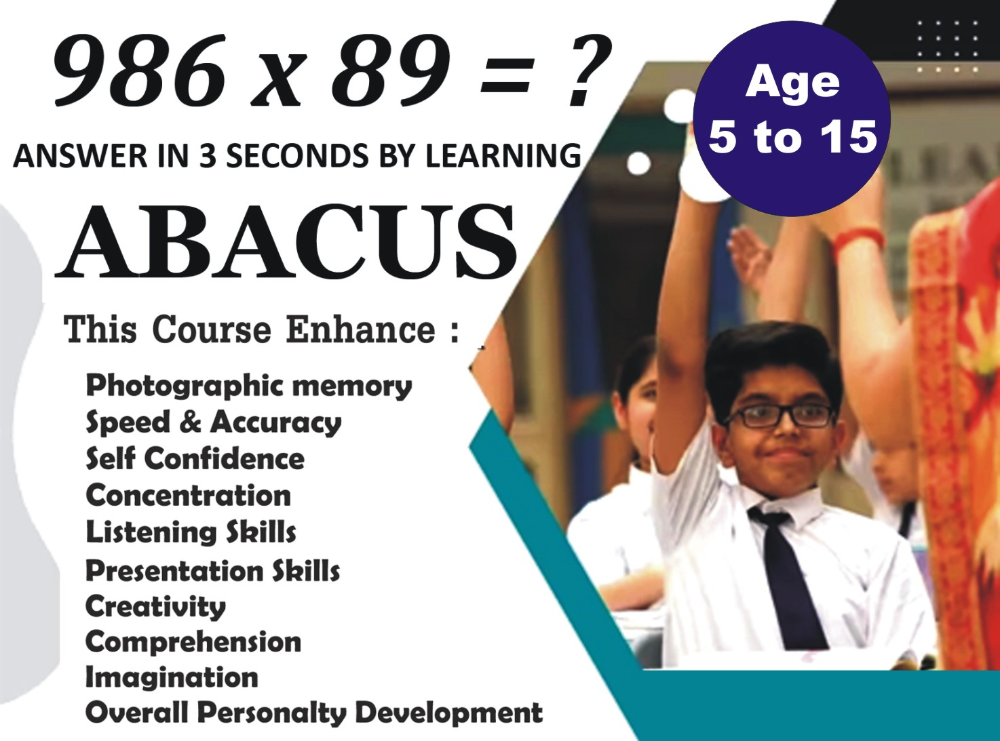 986 x 89 = ?
ANSWER IN 3 SECONDS BY LEARNING
ABACUS
This Course Enhance :
Photographic memory
Speed & Accuracy
Self Confidence
Concentration
Listening Skills
Presentation Skills
Creativity
Comprehension
Imagination
Overall Personalty Development
Age
5 to 15